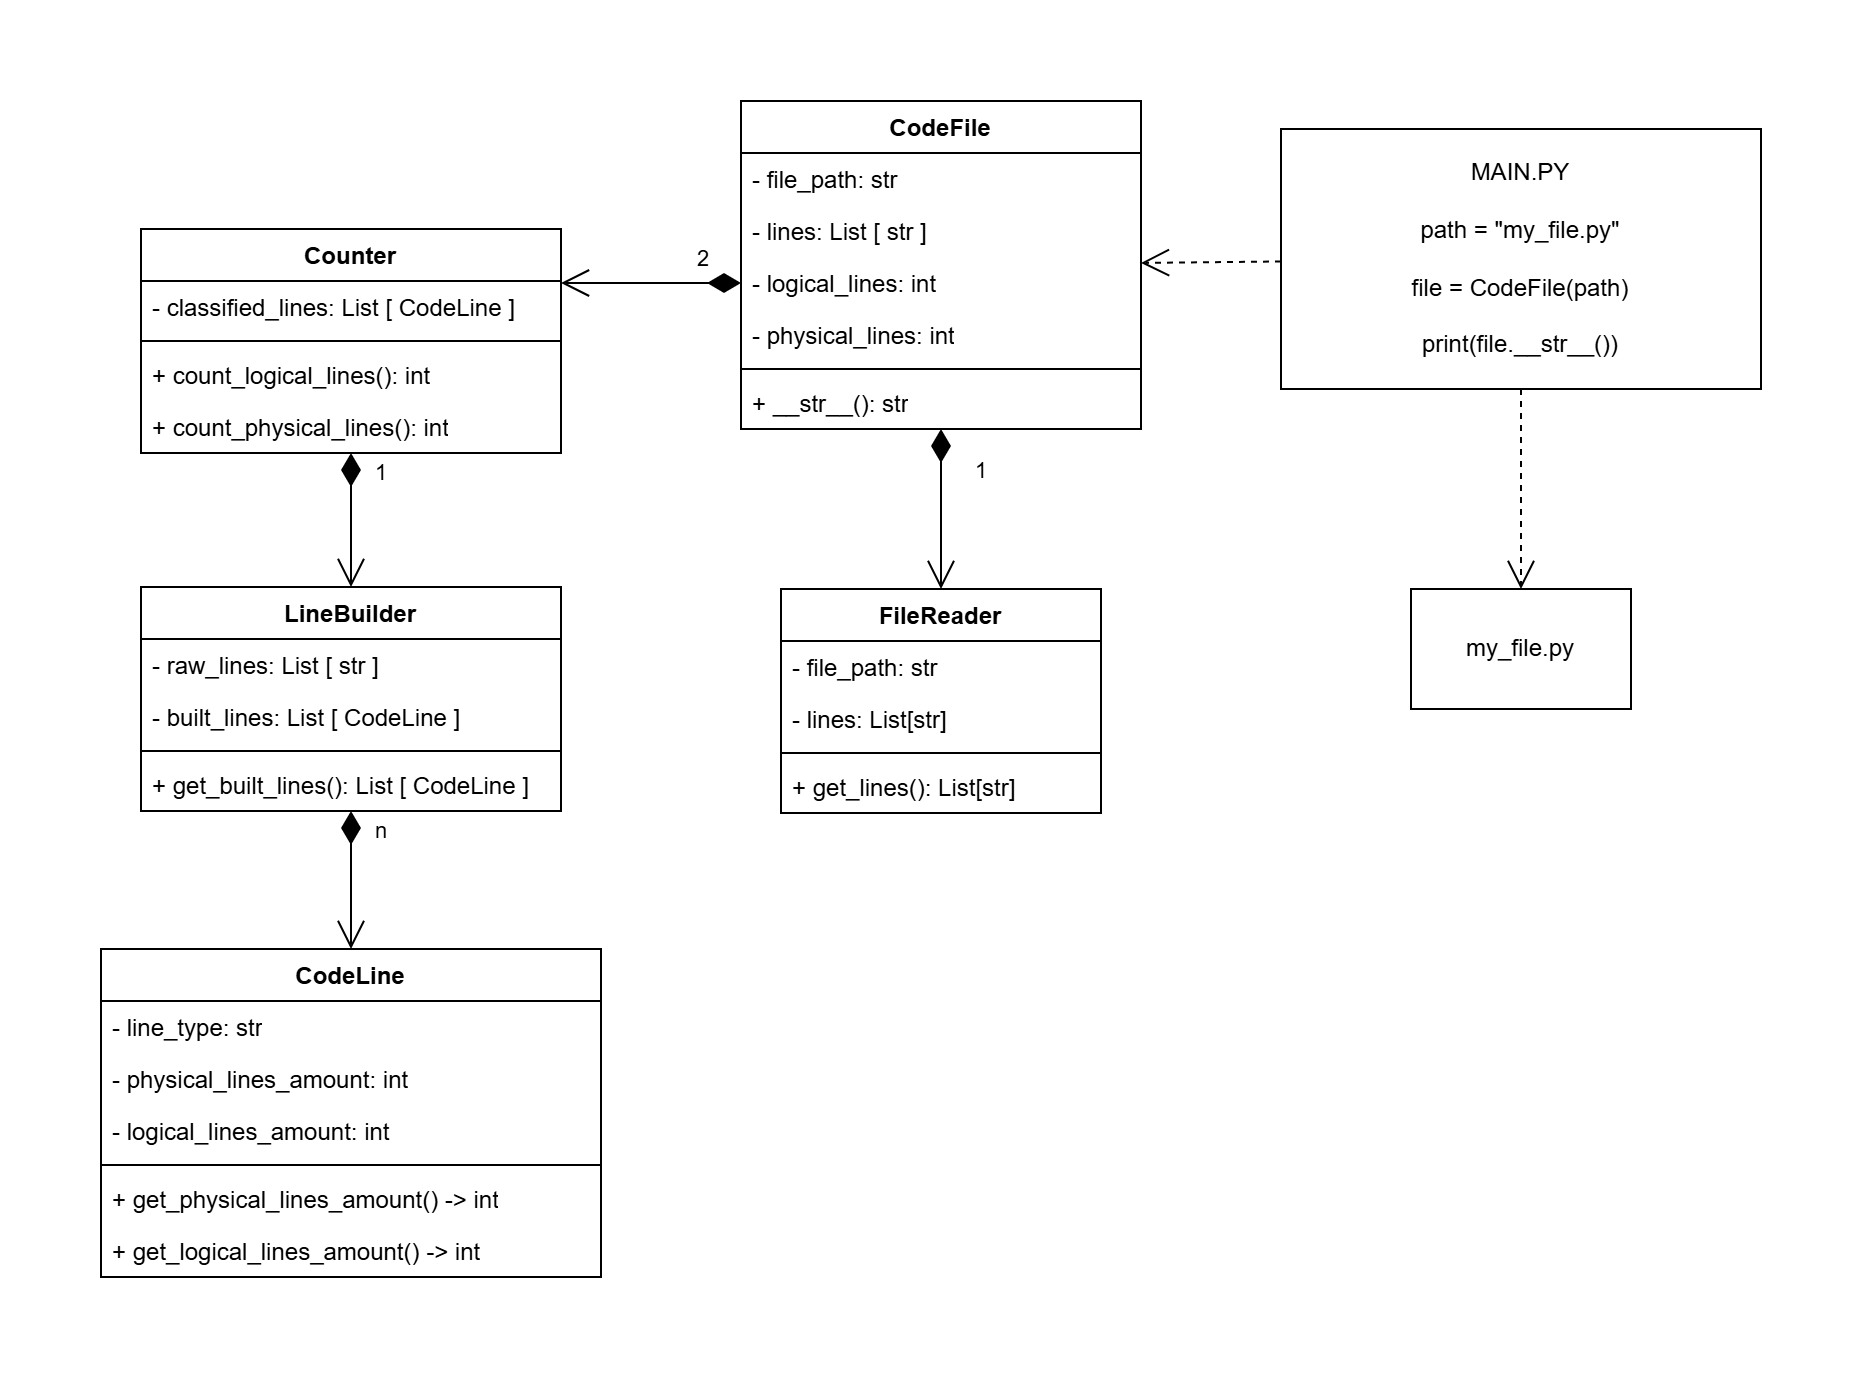 CodeFile
- file_path: str
- lines: List [ str ]
- logical_lines: int
- physical_lines: int
+ __str__(): str
MAIN.PY
path = "my_file.py"
file = CodeFile(path)
print(file.__str__())
Counter
- classified_lines: List [ CodeLine ]
+ count_logical_lines(): int
+ count_physical_lines(): int
2
1
1
LineBuilder
- raw_lines: List [ str ]
- built_lines: List [ CodeLine ]
+ get_built_lines(): List [ CodeLine ]
n
FileReader
- file_path: str
- lines: List[str]
+ get_lines(): List[str]
my_file.py
CodeLine
- line_type: str
- physical_lines_amount: int
- logical_lines_amount: int
+ get_physical_lines_amount() -> int
+ get_logical_lines_amount() -> int